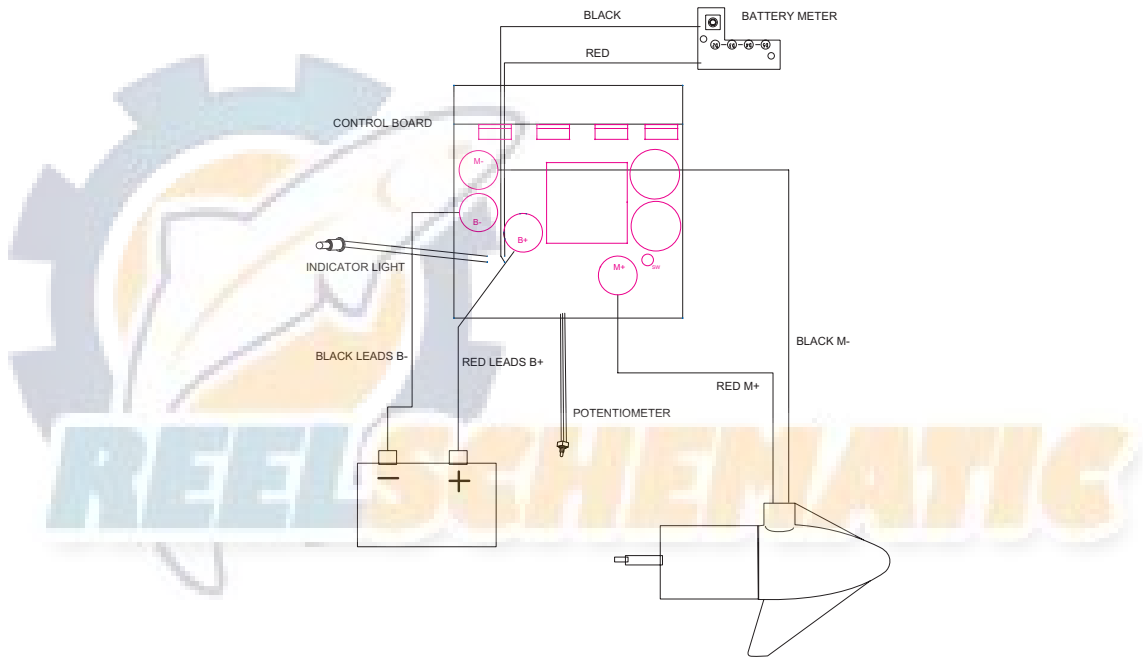 BLACK
BATTERY METER
RED
CONTROL BOARD
M-
B-
B+
INDICATOR LIGHT
M+
SW
BLACK LEADS B-
RED LEADS B+
BLACK M-
RED M+
POTENTIOMETER
REELSCHEMATIC
− +